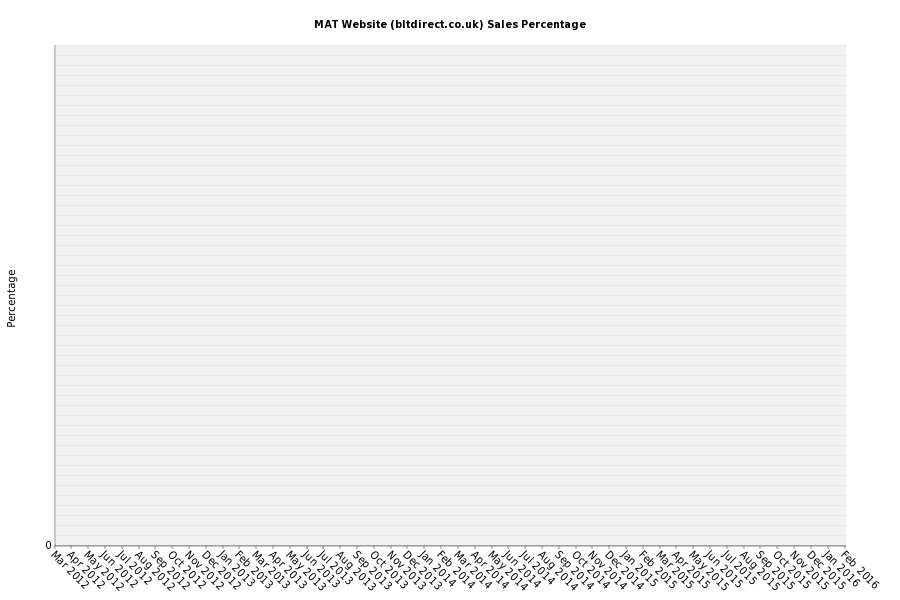 MAT Website (bltdirect.co.uk) Sales Percentage
Percentage
0
Mar 2012
Apr 2012
May 2012
Jun 2012
Jul 2012
Aug 2012
Sep 2012
Oct 2012
Nov 2012
Dec 2012
Jan 2013
Feb 2013
Mar 2013
Apr 2013
May 2013
Jun 2013
Jul 2013
Aug 2013
Sep 2013
Oct 2013
Nov 2013
Dec 2013
Jan 2014
Feb 2014
Mar 2014
Apr 2014
May 2014
Jun 2014
Jul 2014
Aug 2014
Sep 2014
Oct 2014
Nov 2014
Dec 2014
Jan 2015
Feb 2015
Mar 2015
Apr 2015
May 2015
Jun 2015
Jul 2015
Aug 2015
Sep 2015
Oct 2015
Nov 2015
Dec 2015
Jan 2016
Feb 2016